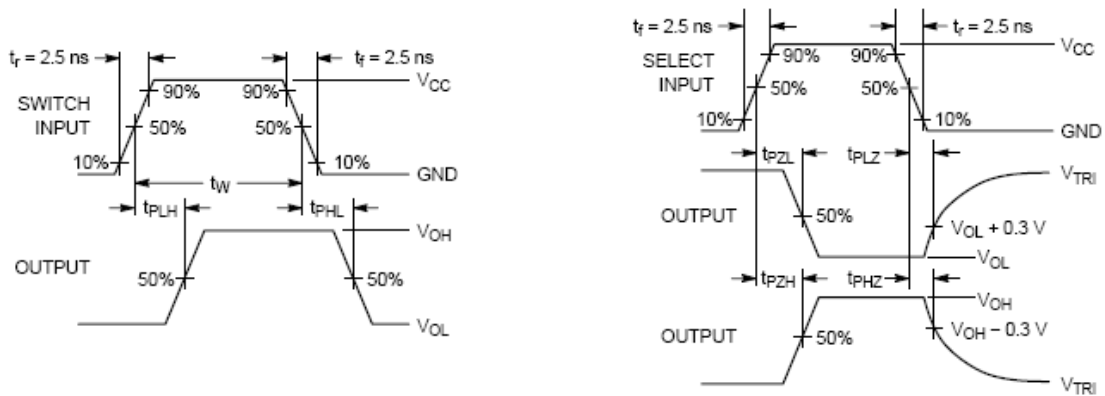 tr = 2.5 ns
tf = 2.5 ns
VCC
SWITCH
INPUT
90%
90%
50%
50%
10%
10%
GND
tW
tPLH
tPHL
VOH
OUTPUT
50%
50%
VOL
tf = 2.5 ns
tr = 2.5 ns
VCC
SELECT
INPUT
90%
90%
50%
50%
10%
10%
GND
tPZL
tPLZ
VTRI
OUTPUT
50%
VOL + 0.3 V
VOL
tPZH
tPHZ
VOH
OUTPUT
50%
VOH − 0.3 V
VTRI